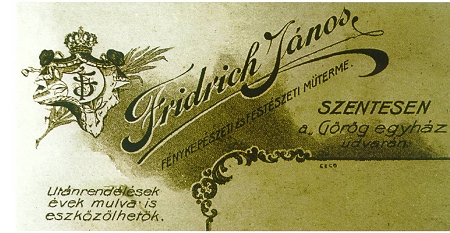 Fridrich János
FÉNYKÉPÉSZETI ÉS FESTÉSZETI MŰTERME.
SZENTESEN
a. Görög egyház
udvarán.
Utánrendelések
évek mulva is
eszközölhetők.